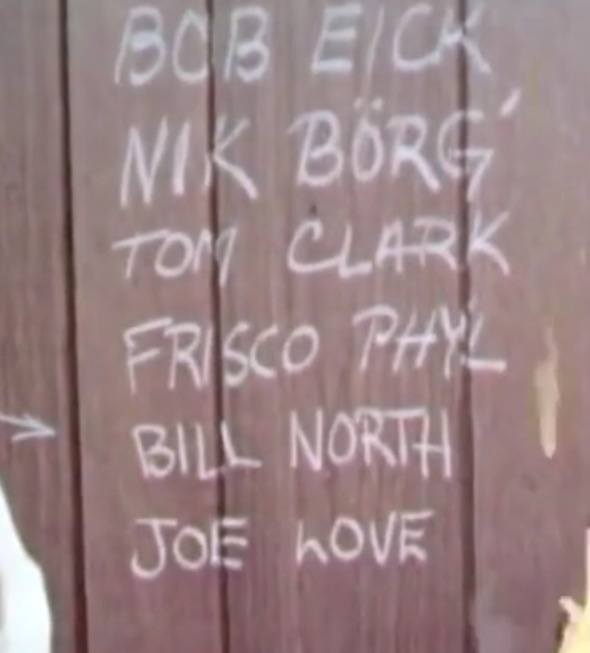 BOB EICK
NIK BÖRG'
TOM CLARK
FRISCO PHYL
BILL NORTH
JOE LOVE